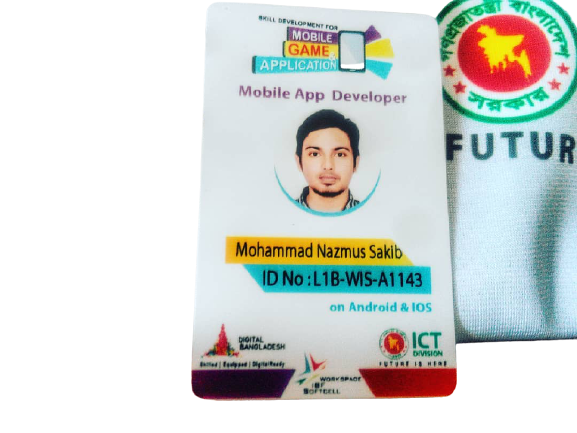 SKILL DEVELOPMENT FOR
MOBILE
GAME
&
APPLICATION
Mobile App Developer
Mohammad Nazmus Sakib
ID No : L1B-WIS-A1143
on Android & IOS
DIGITAL
BANGLADESH
Skilled | Equipped | DigitalReady
WORKSPACE
SOFTCELL
ICT
DIVISION
FUTURE IS HERE
গণপ্রজাতন্ত্রী বাংলাদেশ
সরকার
FUTUR